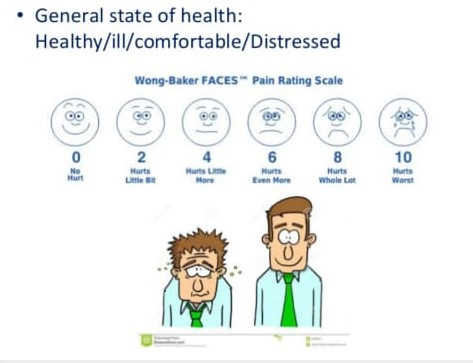 • General state of health:
Healthy/ill/comfortable/Distressed
Wong-Baker FACES™ Pain Rating Scale
0 2 4 6 8 10
No Hurt
Hurts Little Bit
Hurts Little More
Hurts Even More
Hurts Whole Lot
Hurts Worst